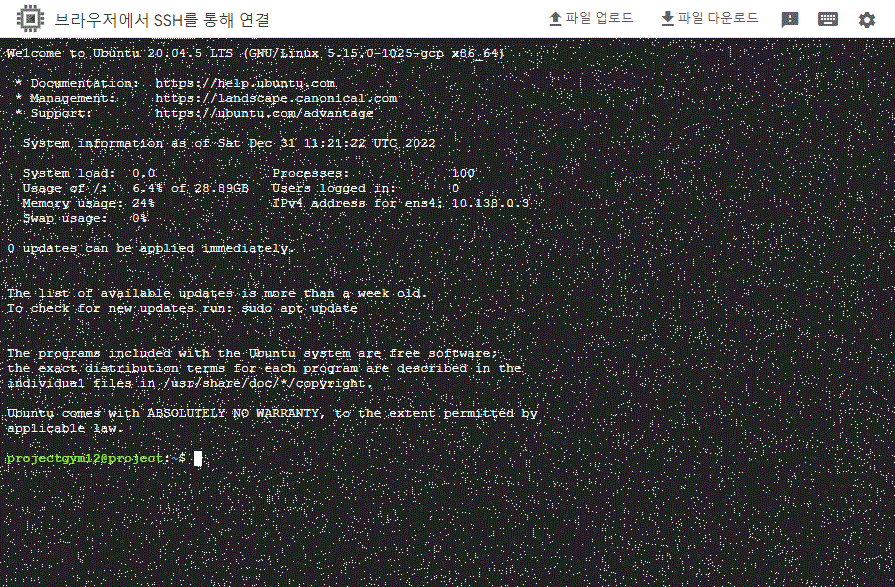 브라우저에서 SSH를 통해 연결
파일 업로드
파일 다운로드
Welcome to Ubuntu 20.04.5 LTS (GNU/Linux 5.15.0-1025-gcp x86_64)
* Documentation: https://help.ubuntu.com
* Management: https://landscape.canonical.com
* Support: https://ubuntu.com/advantage
System information as of Sat Dec 31 11:21:22 UTC 2022
System load: 0.0 Processes: 100
Usage of /: 6.4% of 28.89GB Users logged in: 0
Memory usage: 24% IPv4 address for ens4: 10.138.0.3
Swap usage: 0%
0 updates can be applied immediately.
The list of available updates is more than a week old.
To check for new updates run: sudo apt update
The programs included with the Ubuntu system are free software;
the exact distribution terms for each program are described in the
individual files in /usr/share/doc/*/copyright.
Ubuntu comes with ABSOLUTELY NO WARRANTY, to the extent permitted by
applicable law.
projectgym12@project:~$